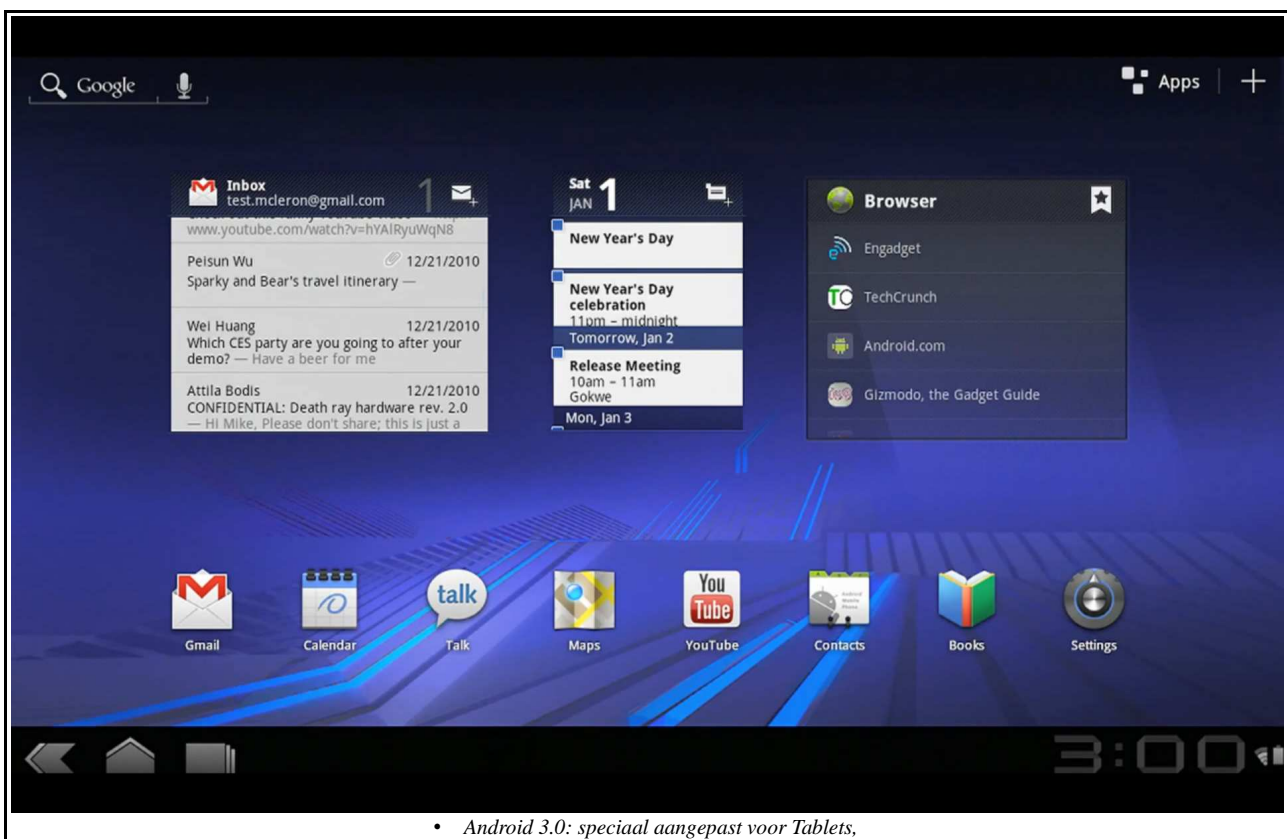 Google
Apps
Inbox
test.mcleron@gmail.com
1
www.youtube.com/watch?v=hYAlRyuWqN8
Peisun Wu 12/21/2010
Sparky and Bear's travel itinerary —
Wei Huang 12/21/2010
Which CES party are you going to after your
demo? — Have a beer for me
Attila Bodis 12/21/2010
CONFIDENTIAL: Death ray hardware rev. 2.0
— Hi Mike, Please don't share; this is just a
Sat 1
JAN
New Year's Day
New Year's Day
celebration
11pm – midnight
Tomorrow, Jan 2
Release Meeting
10am – 11am
Gokwe
Mon, Jan 3
Browser
Engadget
TechCrunch
Android.com
Gizmodo, the Gadget Guide
talk
You
Tube
Android
Mobile
Phone
Gmail
Calendar
Talk
Maps
YouTube
Contacts
Books
Settings
3:00
• Android 3.0: speciaal aangepast voor Tablets,